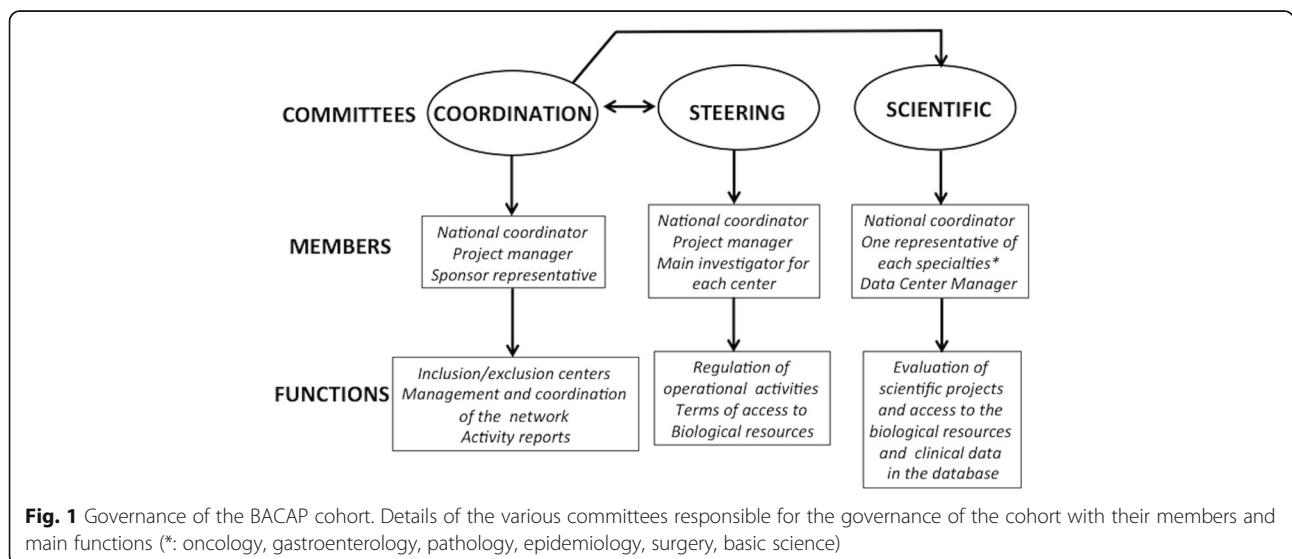 COMMITTEES
COORDINATION
STEERING
SCIENTIFIC
MEMBERS
National coordinator
Project manager
Sponsor representative
National coordinator
Project manager
Main investigator for
each center
National coordinator
One representative of
each specialties*
Data Center Manager
FUNCTIONS
Inclusion/exclusion centers
Management and coordination
of the network
Activity reports
Regulation of
operational activities
Terms of access to
Biological resources
Evaluation of
scientific projects
and access to the
biological resources
and clinical data
in the database
Fig. 1 Governance of the BACAP cohort. Details of the various committees responsible for the governance of the cohort with their members and
main functions (*: oncology, gastroenterology, pathology, epidemiology, surgery, basic science)